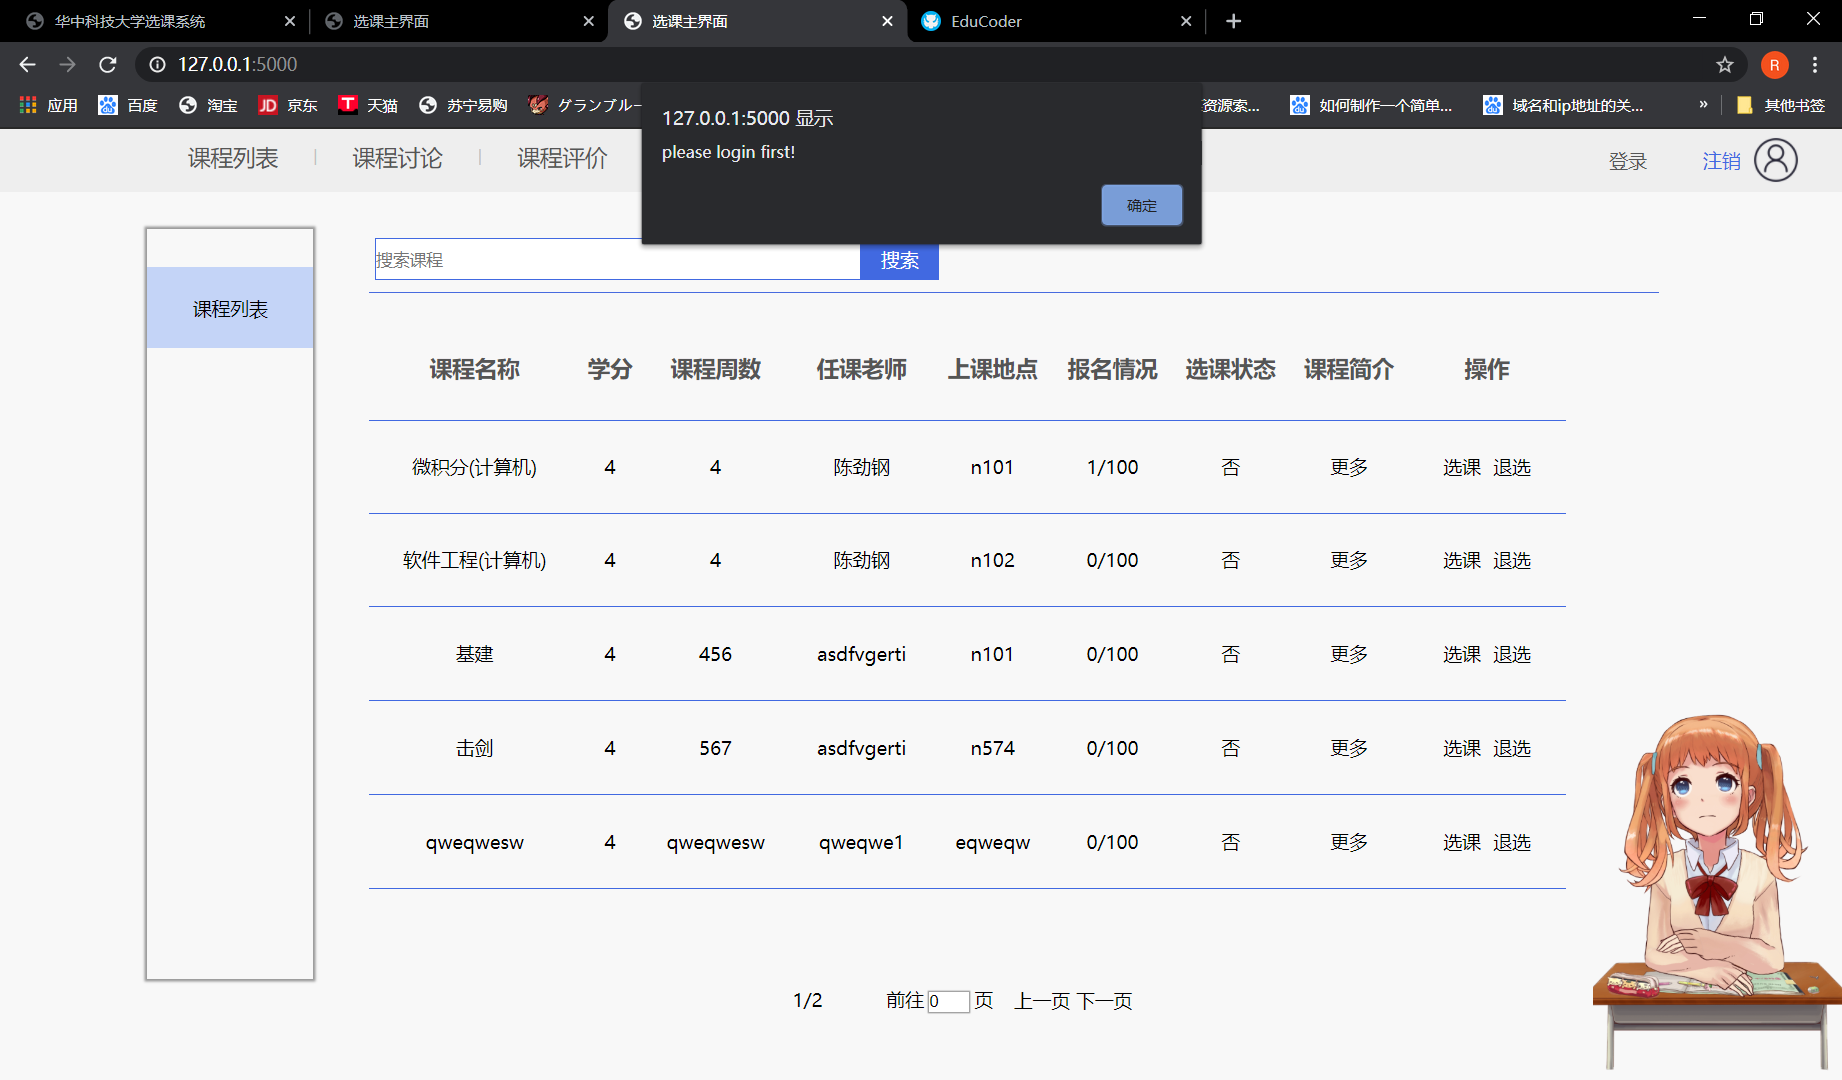 华中科技大学选课系统
选课主界面
选课主界面
EduCoder
127.0.0.1:5000
R
应用 百度 淘宝 京东 天猫 苏宁易购 グランブルー 资源索... 如何制作一个简单... 域名和ip地址的关... » 其他书签
JD
T
127.0.0.1:5000 显示
please login first!
确定
课程列表 | 课程讨论 | 课程评价
登录 注销
课程列表
搜索课程 搜索
课程名称 学分 课程周数 任课老师 上课地点 报名情况 选课状态 课程简介 操作
微积分(计算机) 4 4 陈劲钢 n101 1/100 否 更多 选课 退选
软件工程(计算机) 4 4 陈劲钢 n102 0/100 否 更多 选课 退选
基建 4 456 asdfvgerti n101 0/100 否 更多 选课 退选
击剑 4 567 asdfvgerti n574 0/100 否 更多 选课 退选
qweqwesw 4 qweqwesw qweqwe1 eqweqw 0/100 否 更多 选课 退选
1/2 前往 0 页 上一页 下一页